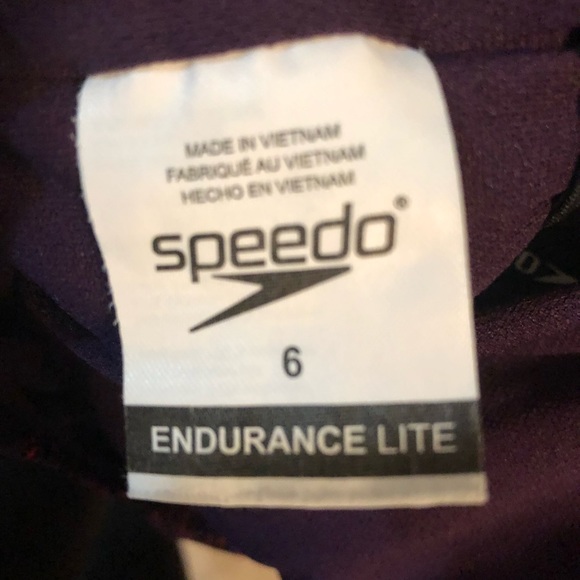 MADE IN VIETNAM
FABRIQUÉ AU VIETNAM
HECHO EN VIETNAM
speedo®
6
ENDURANCE LITE